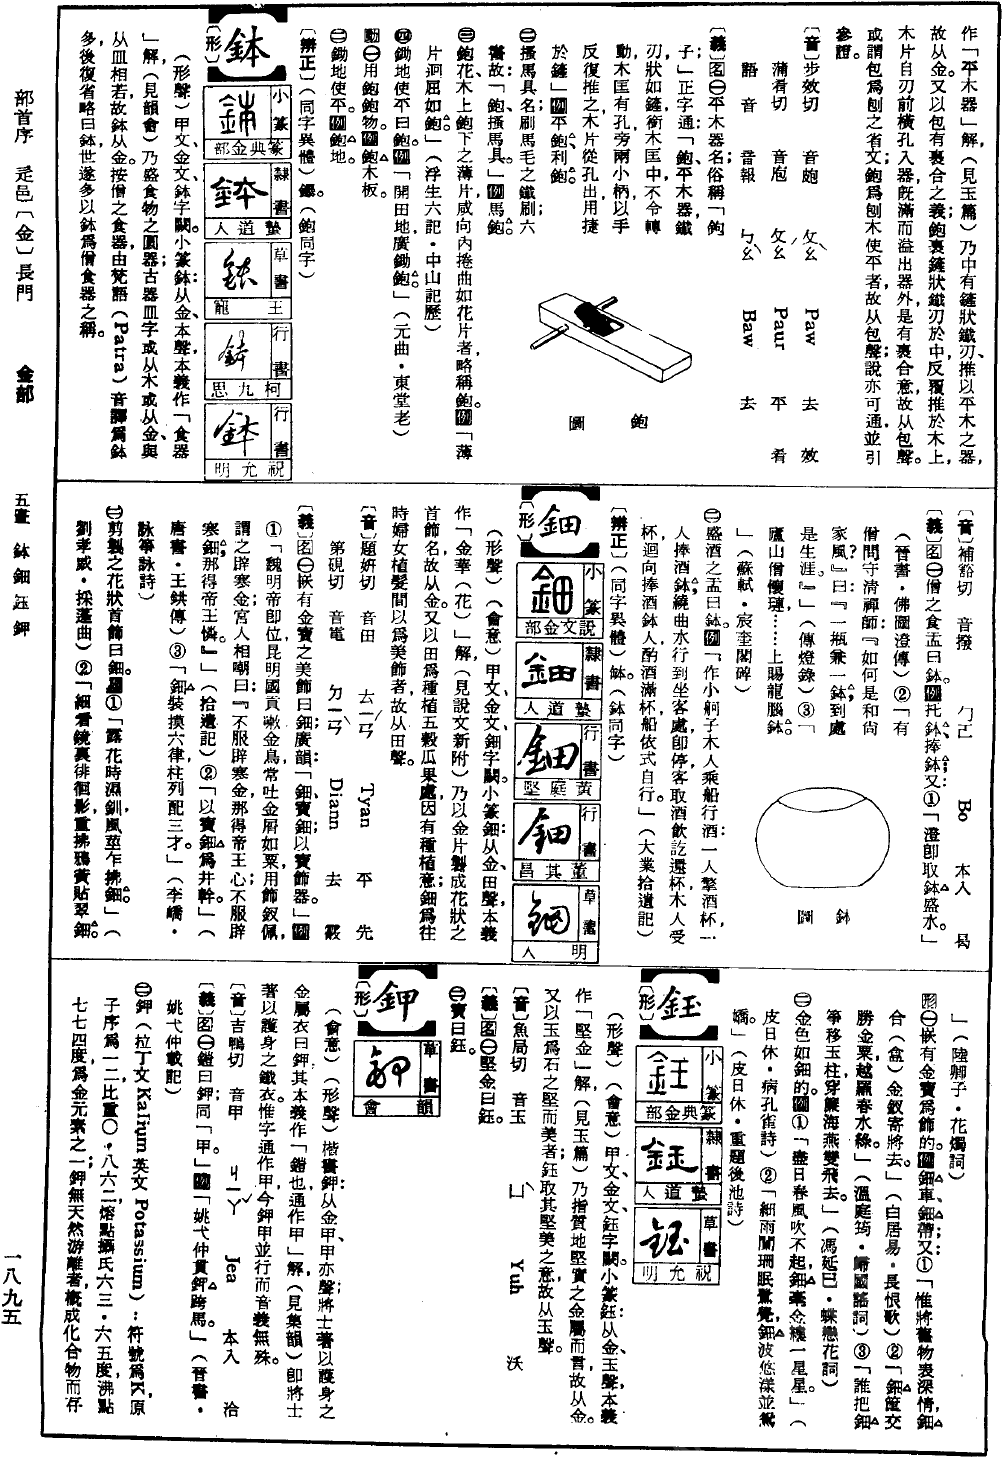 作「平木器」解，（見玉篇）乃中有鏟狀鐵刃、推以平木之器，
故从金。又以包有裹合之義；鉋裹鏟狀鐵刃於中，反覆推於木上，
木片自刃前橫孔入器，旣滿而溢出器外，是有裹合意，故从包聲。
或謂包爲刨之省文；鉋爲刨木使平者，故从包聲，說亦可通，並引
參證。
〔音〕步效切　音鉋　ㄅㄠˋ　Paw　去　效
蒲肴切　音庖　ㄆㄠˊ　Paur　平　肴
語　音　音報　ㄅㄠˋ　Baw　去
〔義〕名㊀平木器名；俗稱「鉋
子」；正字通：「鉋、平木器，鐵
刃，狀如鏟，銜木匡中，不令轉
動；木匡有孔，旁兩小柄，以手
反復推之，木片從孔出，用捷
於鏟。」例平鉋、利鉋。
㊁搔馬具名；刷馬毛之鐵刷；六
書故：「鉋、搔馬具。」例馬鉋。
㊂鉋花、木上鉋下之薄片，咸向內捲曲如花片者，略稱鉋。例「薄
片迴屈如鉋。」（浮生六記・中山記歷）
㊃鋤地使平曰鉋。例「開田地廣鋤鉋。」（元曲・東堂老）
動㊀用鉋鉋物。例鉋木板。
㊁鋤地使平。例鉋地。
〔辨正〕（同字異體）鑤。（鉋同字）
鉋圖
鉢
〔形〕
小篆　篆典金部
隸書　蟄道人
草書　王寵
行書　柯九思
行書　祝允明
（形聲）甲文、金文鉢字闕。小篆鉢：从金，本聲，本義作「食器
」解，（見韻會）乃盛食物之圓器；古器皿字或从木或从金，與
从皿相若，故鉢从金。按僧之食器，由梵語（Patra）音譯爲鉢
多，後復省略曰鉢，世遂多以鉢爲僧食器之稱。
〔音〕補豁切　音撥　ㄅㄛ　Bo　本入　曷
〔義〕名㊀僧之食盂曰鉢。例托鉢、捧鉢；又①「澄卽取鉢盛水。」
（晉書・佛圖澄傳）②「有
僧問守清禪師『如何是和尙
家風？』曰『一瓶兼一鉢，到處
是生涯。』」（傳燈錄）③「
廬山僧懷璉……上賜龍腦鉢。
」（蘇軾・宸奎閣碑）
㊁盛酒之盂曰鉢。例「作小舸子，木人乘船行酒，一人擎酒杯，一
人捧酒鉢，繞曲水行，到坐客處卽停，客取酒飲訖還杯，木人受
杯，迴向捧酒鉢人酌酒滿杯，船依式自行。」（大業拾遺記）
〔辨正〕（同字異體）缽。（鉢同字）
鉢圖
鈿
〔形〕
小篆　說文金部
隸書　蟄道人
行書　黃庭堅
行書　董其昌
草書　明人
（形聲）（會意）甲文、金文鈿字闕。小篆鈿：从金，田聲，本義
作「金華（花）」解，（見說文新附）乃以金片製成花狀之
首飾名，故从金。又以田爲種植五穀瓜果處，因有種植意；鈿爲往
時婦女植髮間以爲美飾者，故从田聲。
〔音〕題姸切　音田　ㄊㄧㄢˊ　Tyan　平　先
第硯切　音電　ㄉㄧㄢˋ　Diann　去　霰
〔義〕名㊀嵌有金寶之美飾曰鈿；廣韻：「鈿、寶鈿，以寶飾器。」例
①「魏明帝卽位，昆明國貢嗽金鳥，常吐金屑如粟，用飾釵佩，
謂之辟寒金，宮人相嘲曰：『不服辟寒金，那得帝王心；不服辟
寒鈿，那得帝王憐。』」（拾遺記）②「以寶鈿爲井幹。」（
唐書・王鉷傳）③「鈿裝模六律，柱列配三才。」（李嶠・
詠箏詩）
㊁剪製之花狀首飾曰鈿。例①「露花時濕釧，風莖乍拂鈿。」（
劉孝威・採蓮曲）②「細看鏡裏徘徊影，重拂鴉黃貼翠鈿。
」（陸卿子・花燭詞）
形㊀嵌有金寶爲飾的。例鈿車、鈿帶；又：①「惟將舊物表深情，鈿
合（盒）金釵寄將去。」（白居易・長恨歌）②「鈿筐交
勝金粟，越羅春水綠。」（溫庭筠・歸國謠詞）③「誰把鈿
箏移玉柱，穿簾海燕雙飛去。」（馮延巳・蝶戀花詞）
㊁金色如鈿的。例①「盡日春風吹不起，鈿毫金縷一星星。」（
皮日休・病孔雀詩）②「細雨闌珊眠鷺覺，鈿波悠漾並鴛
鴦。」（皮日休・重題後池詩）
鈺
〔形〕
小篆　篆典金部
隸書　蟄道人
草書　祝允明
（形聲）（會意）甲文、金文鈺字闕。小篆鈺：从金，玉聲，本義
作「堅金」解，（見玉篇）乃指質地堅實之金屬而言，故从金。
又以玉爲石之堅而美者；鈺取其堅美之意，故从玉聲。
〔音〕魚局切　音玉　ㄩˋ　Yuh　沃
〔義〕名㊀堅金曰鈺。
㊁寶曰鈺。
鉀
〔形〕
草書　韻會
（會意）（形聲）楷書鉀：从金，甲，甲亦聲；將士著以護身之
金屬衣曰鉀，其本義作「鎧也，通作甲」解，（見集韻）卽將士
著以護身之鐵衣。惟字通作甲，今鉀甲並行而音義無殊。
〔音〕吉鴨切　音甲　ㄐㄧㄚˇ　Jea　本入　洽
〔義〕名㊀鎧曰鉀，同「甲。」例「姚弋仲貫鉀跨馬。」（晉書・
姚弋仲載記）
㊁鉀（拉丁文Kalium英文Potassium）：符號爲K，原
子序爲一二，比重〇・八六二，熔點攝氏六三・六五度，沸點
七七四度，爲金元素之一；鉀無天然游離者，概成化合物而存
部首序　辵邑〔金〕長門　金部　五畫　鉢鈿鈺鉀　一八九五